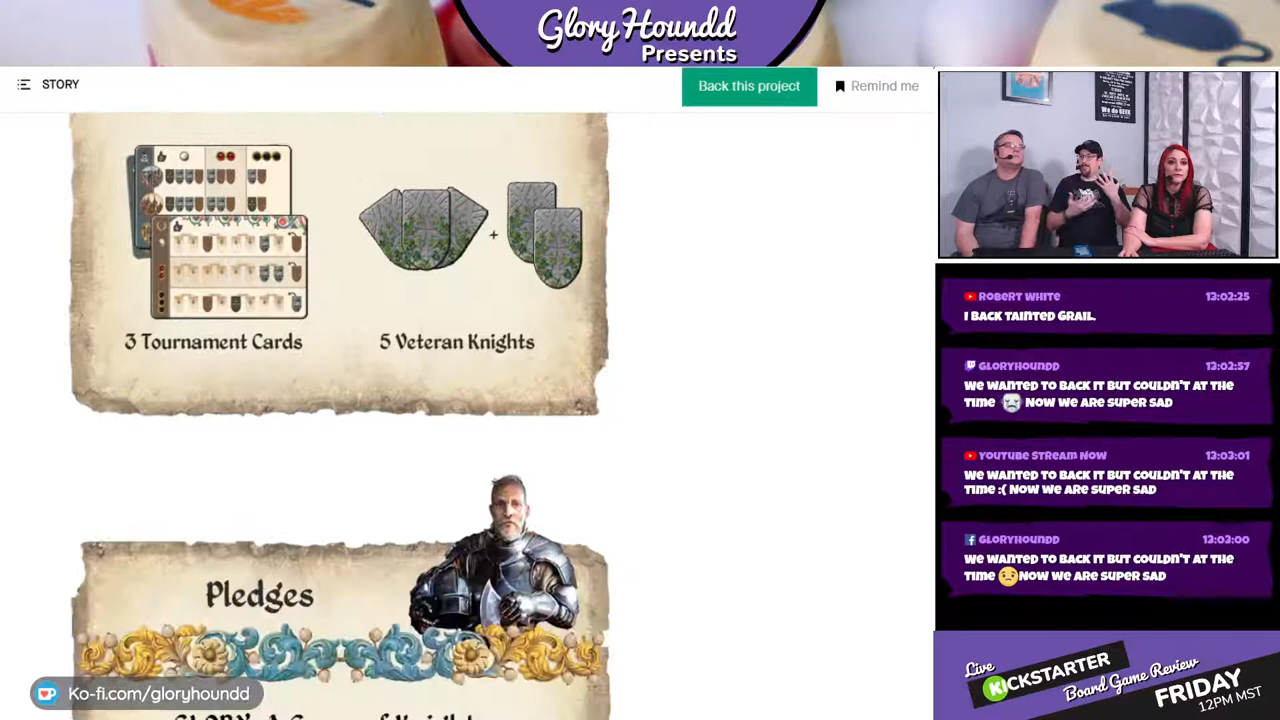 GloryHoundd
Presents
STORY
Back this project
Remind me
3 Tournament Cards
5 Veteran Knights
+
Pledges
Ko-fi.com/gloryhoundd
We do GEEK
ROBERT WHITE 13:02:25
I BACK TAINTED GRAIL.
GLORYHOUNDD 13:02:57
WE WANTED TO BACK IT BUT COULDN'T AT THE
TIME NOW WE ARE SUPER SAD
YOUTUBE STREAM NOW 13:03:01
WE WANTED TO BACK IT BUT COULDN'T AT THE
TIME :( NOW WE ARE SUPER SAD
GLORYHOUNDD 13:03:00
WE WANTED TO BACK IT BUT COULDN'T AT THE
TIME NOW WE ARE SUPER SAD
Live
KICKSTARTER
Board Game Review
FRIDAY
12PM MST